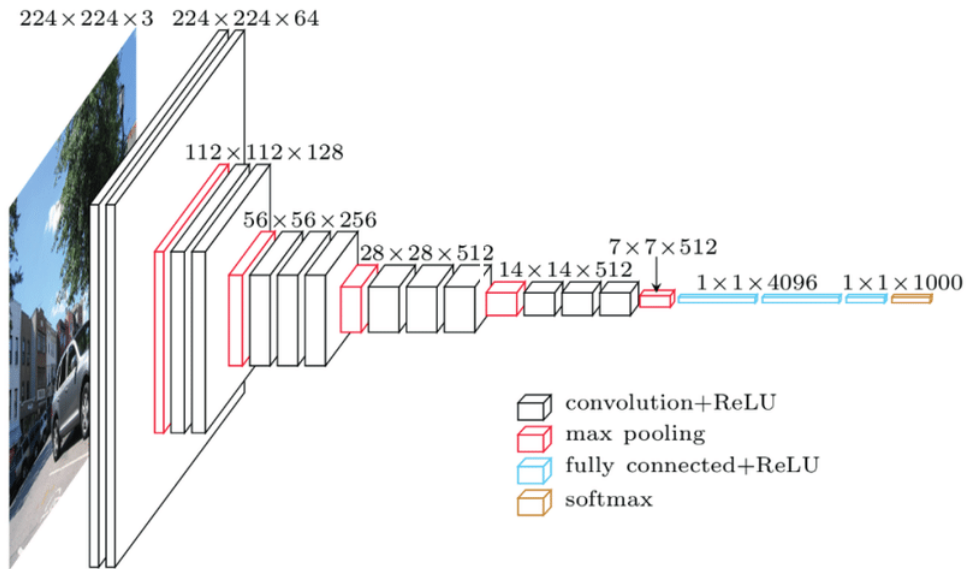 224×224×3
224×224×64
112×112×128
56×56×256
28×28×512
14×14×512
7×7×512
1×1×4096
1×1×1000
convolution+ReLU
max pooling
fully connected+ReLU
softmax